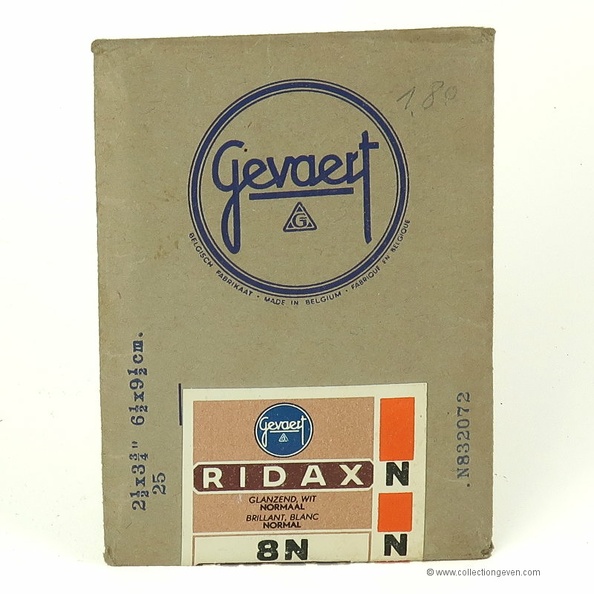 1,80
Gevaert
G
BELGISCH FABRIKAAT · MADE IN BELGIUM · FABRIQUÉ EN BELGIQUE
2½x3¾" 6½x9½cm.
25
.N832072
Gevaert
RIDAX N
GLANZEND, WIT
NORMAAL
BRILLANT, BLANC
NORMAL
8N N
© www.collectiongeven.com